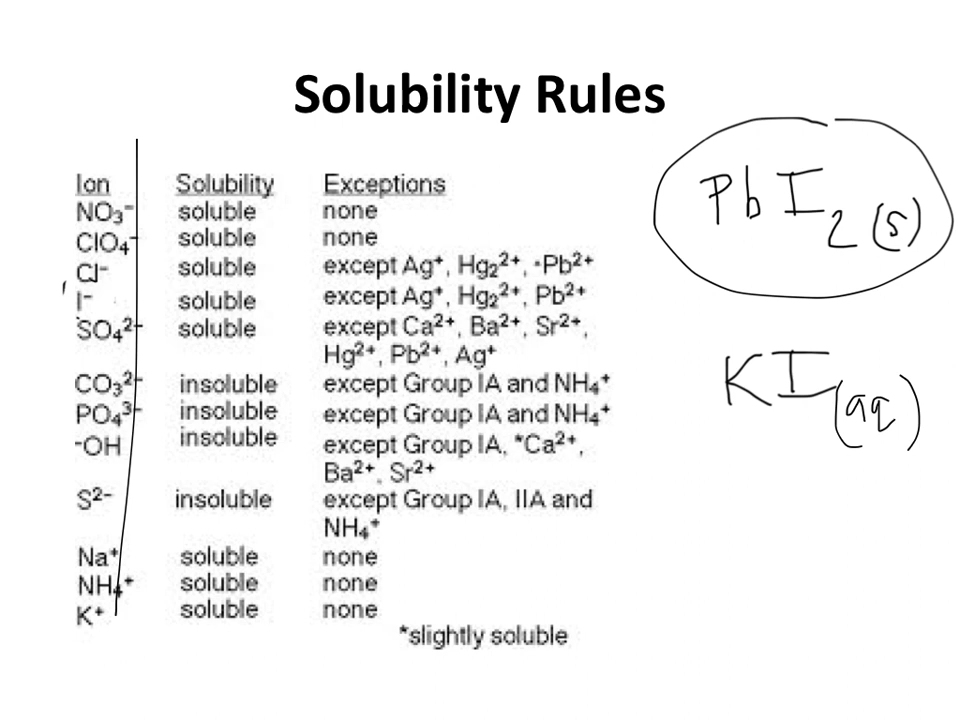 Solubility Rules
Ion Solubility Exceptions
NO₃⁻ soluble none
ClO₄⁻ soluble none
Cl⁻ soluble except Ag⁺, Hg₂²⁺, *Pb²⁺
I⁻ soluble except Ag⁺, Hg₂²⁺, Pb²⁺
SO₄²⁻ soluble except Ca²⁺, Ba²⁺, Sr²⁺,
Hg²⁺, Pb²⁺, Ag⁺
CO₃²⁻ insoluble except Group IA and NH₄⁺
PO₄³⁻ insoluble except Group IA and NH₄⁺
⁻OH insoluble except Group IA, *Ca²⁺,
Ba²⁺, Sr²⁺
S²⁻ insoluble except Group IA, IIA and
NH₄⁺
Na⁺ soluble none
NH₄⁺ soluble none
K⁺ soluble none
*slightly soluble
PbI₂(s)
KI(aq)